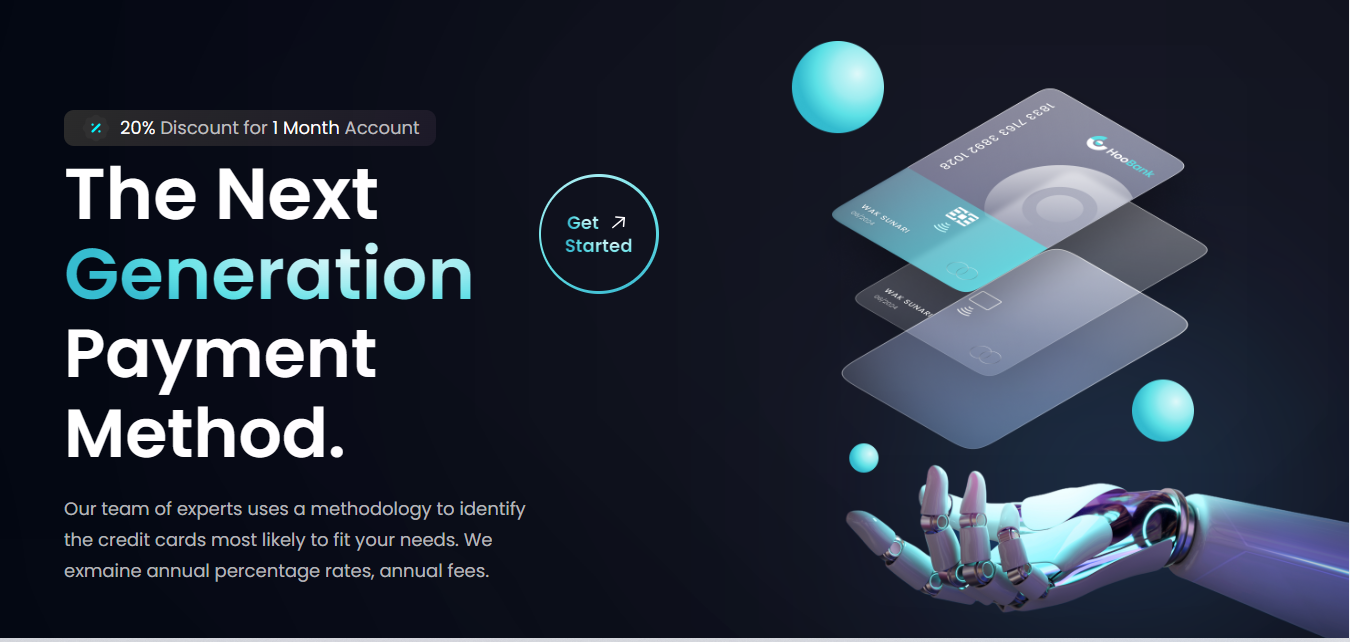 20% Discount for 1 Month Account
The Next
Generation
Payment
Method.
Our team of experts uses a methodology to identify
the credit cards most likely to fit your needs. We
exmaine annual percentage rates, annual fees.
Get
Started
1833 7163 3892 1028
HooBank
WAK SUNARI
09/2024
WAK SUNARI
09/2024